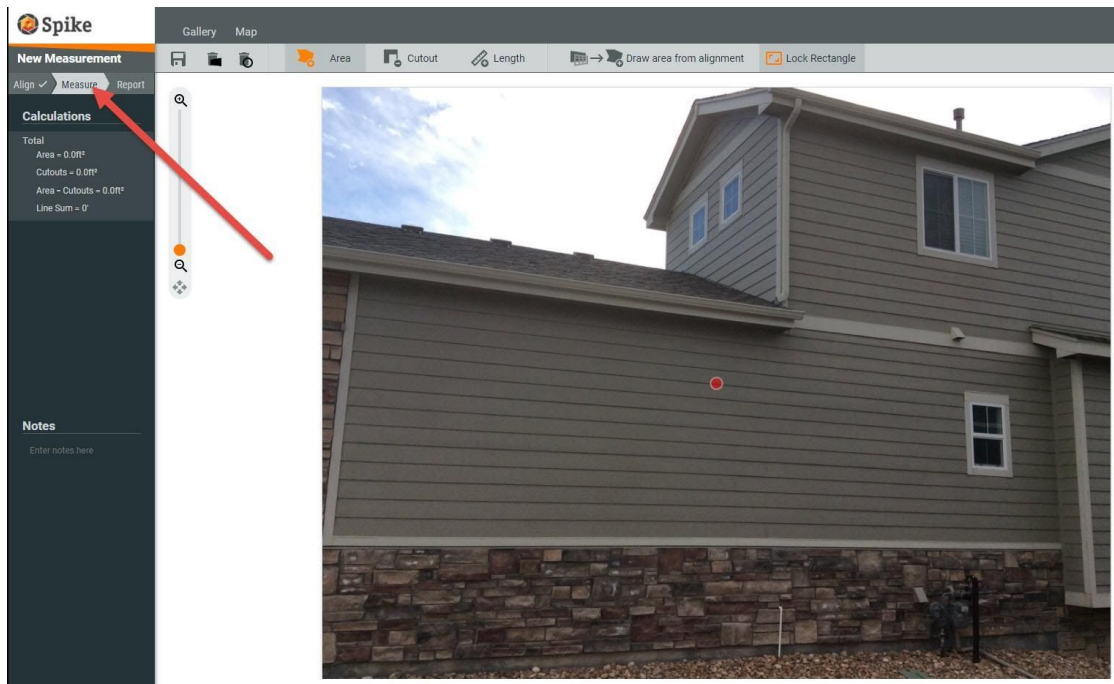 Spike
Gallery Map
New Measurement
Area Cutout Length Draw area from alignment Lock Rectangle
Align Measure Report
Calculations
Total
Area = 0.0ft²
Cutouts = 0.0ft²
Area - Cutouts = 0.0ft²
Line Sum = 0'
Notes
Enter notes here